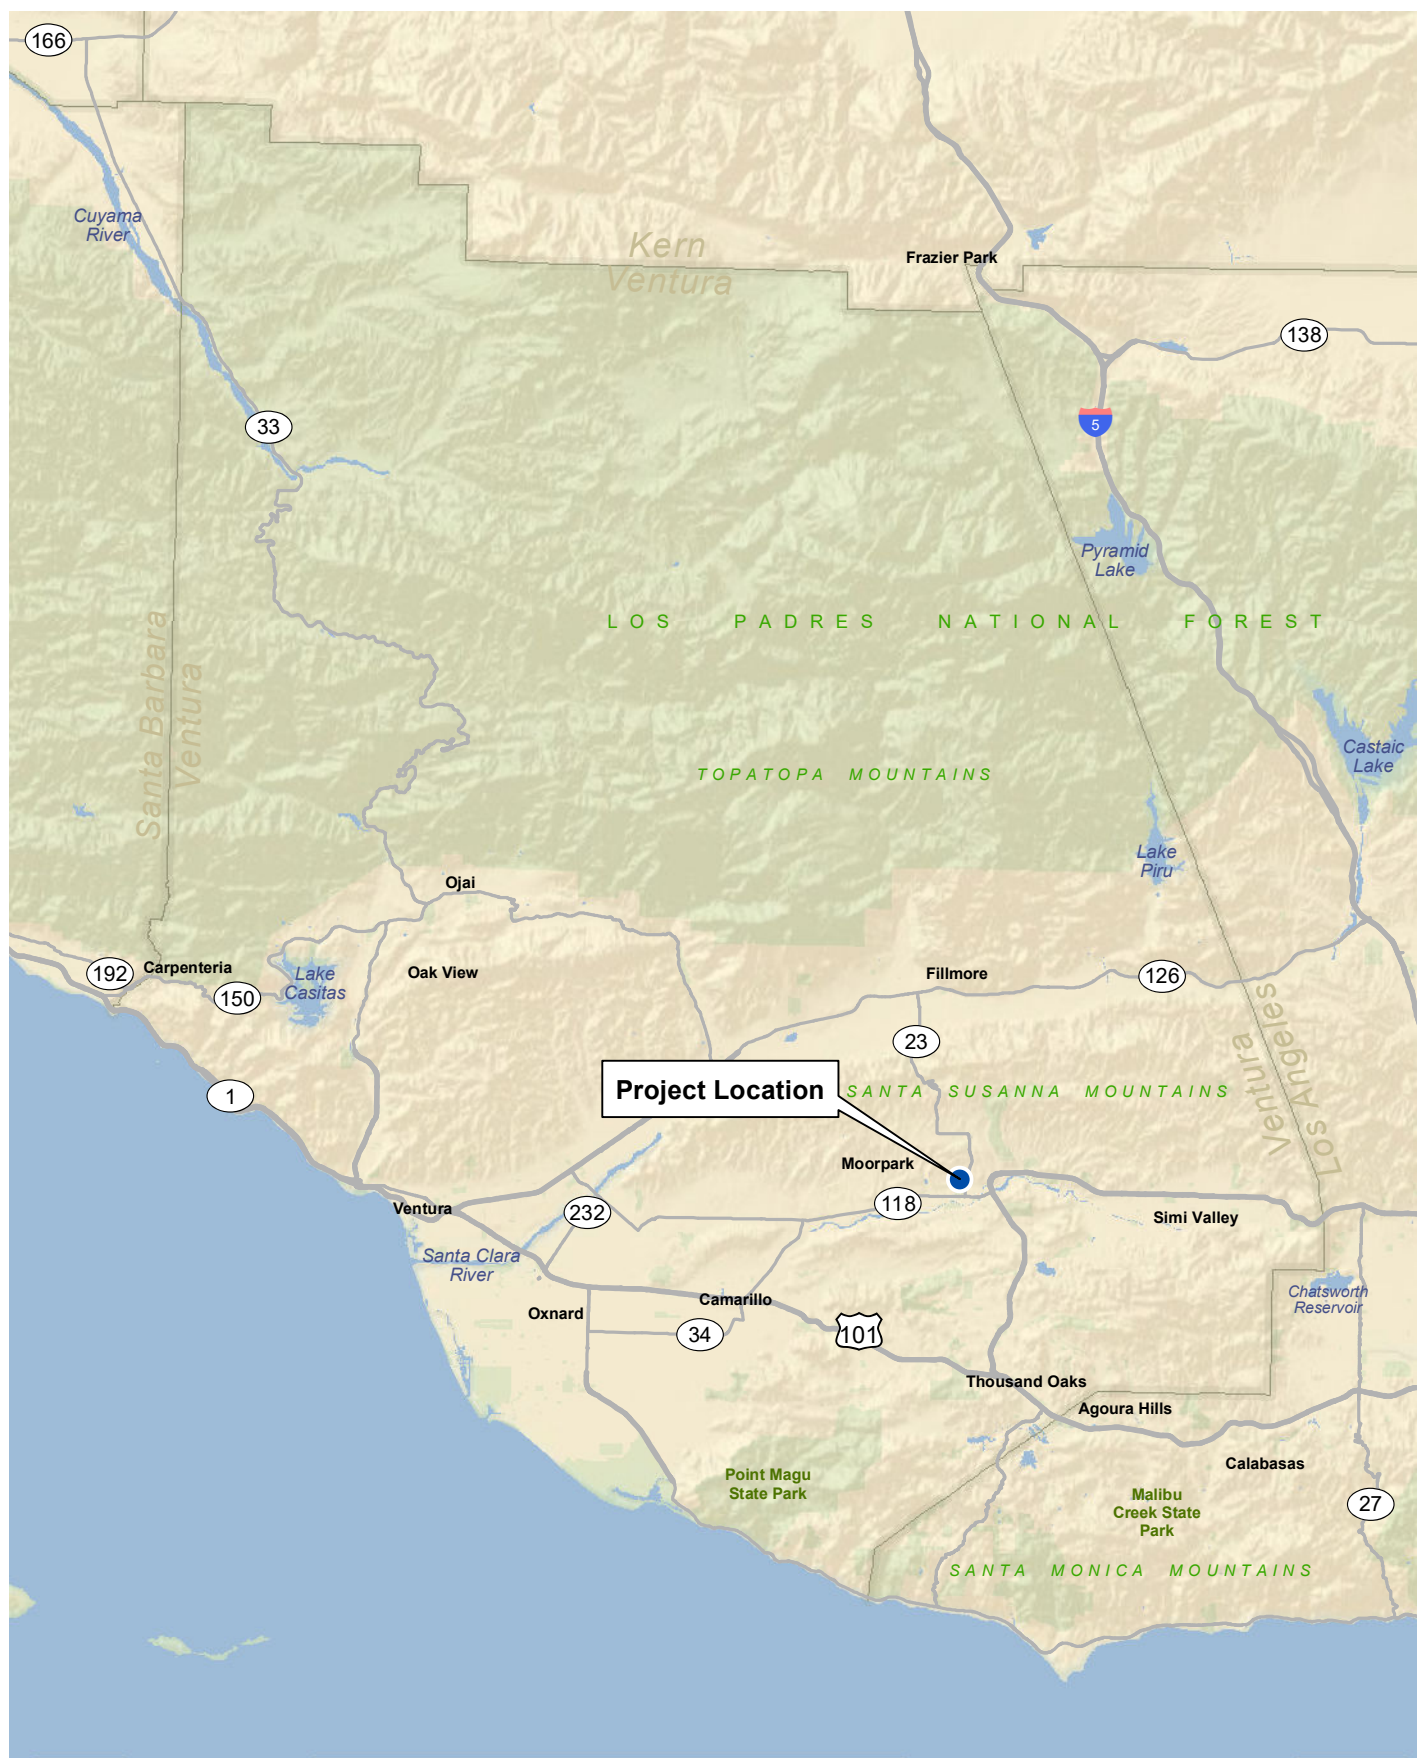 166
Cuyama
River
Kern
Ventura
Frazier Park
138
33
5
Pyramid
Lake
LOS PADRES NATIONAL FOREST
Santa Barbara
Ventura
Castaic
Lake
TOPATOPA MOUNTAINS
Lake
Piru
Ojai
192
Carpenteria
150
Lake
Casitas
Oak View
Fillmore
126
23
Ventura
Los Angeles
1
Project Location
SANTA SUSANNA MOUNTAINS
Moorpark
118
Ventura
232
Simi Valley
Santa Clara
River
Oxnard
Camarillo
Chatsworth
Reservoir
34
101
Thousand Oaks
Agoura Hills
Calabasas
Point Magu
State Park
Malibu
Creek State
Park
27
SANTA MONICA MOUNTAINS